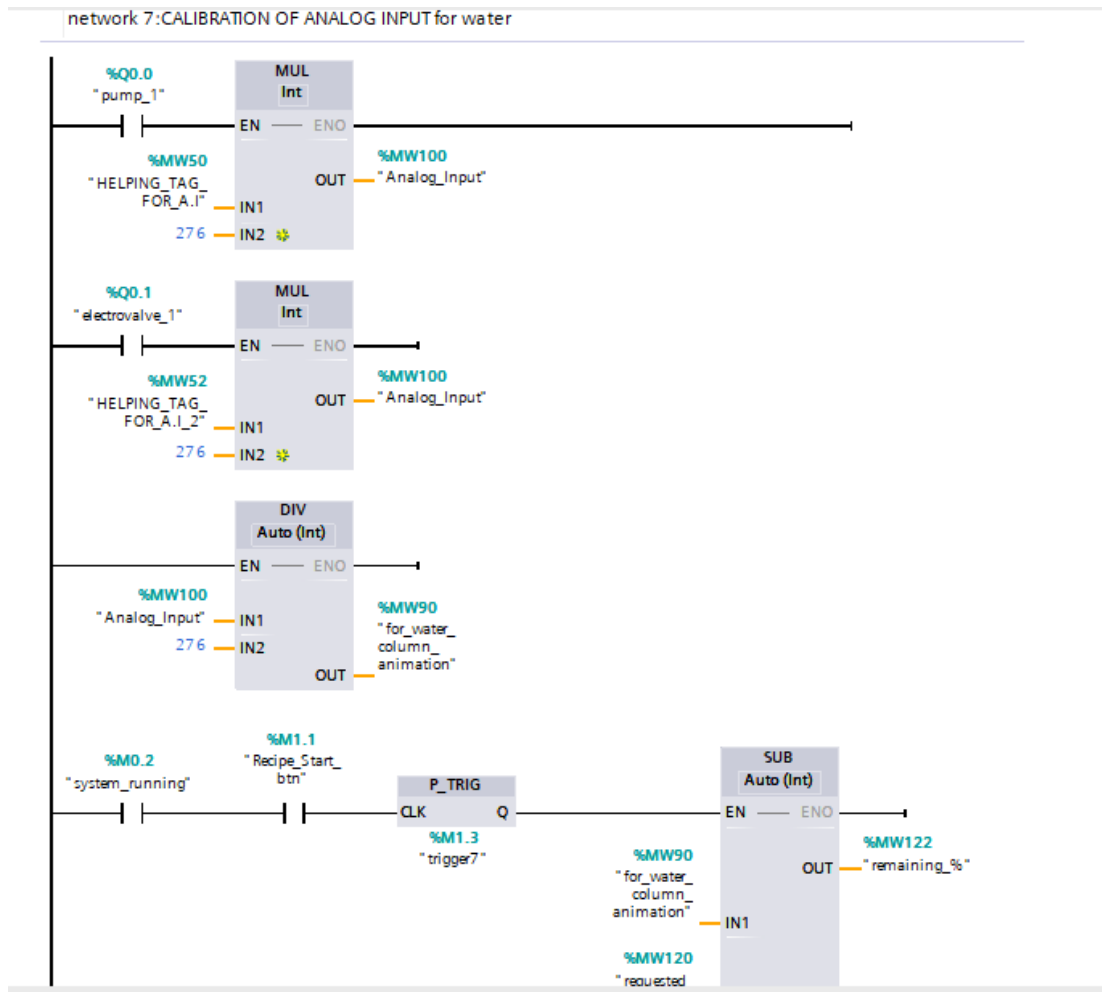 network 7:CALIBRATION OF ANALOG INPUT for water
%Q0.0
"pump_1"
MUL
Int
EN
ENO
%MW50
"HELPING_TAG_
FOR_A.I"
IN1
276
IN2
OUT
%MW100
"Analog_Input"
%Q0.1
"electrovalve_1"
MUL
Int
EN
ENO
%MW52
"HELPING_TAG_
FOR_A.I_2"
IN1
276
IN2
OUT
%MW100
"Analog_Input"
DIV
Auto (Int)
EN
ENO
%MW100
"Analog_Input"
IN1
276
IN2
OUT
%MW90
"for_water_
column_
animation"
%M0.2
"system_running"
%M1.1
"Recipe_Start_
btn"
P_TRIG
CLK
Q
%M1.3
"trigger7"
SUB
Auto (Int)
EN
ENO
%MW90
"for_water_
column_
animation"
IN1
%MW120
"requested
OUT
%MW122
"remaining_%"